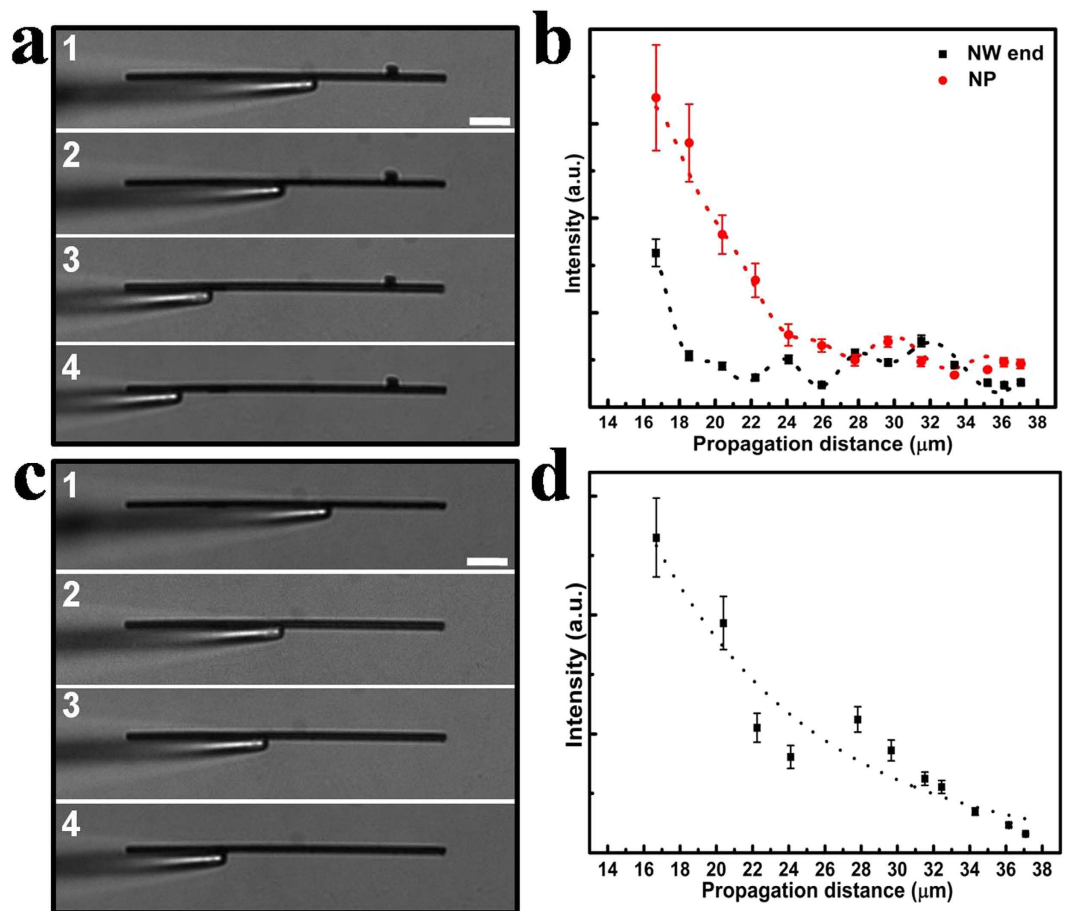 a
1
2
3
4
b
NW end
NP
Intensity (a.u.)
14 16 18 20 22 24 26 28 30 32 34 36 38
Propagation distance (μm)
c
1
2
3
4
d
Intensity (a.u.)
14 16 18 20 22 24 26 28 30 32 34 36 38
Propagation distance (μm)